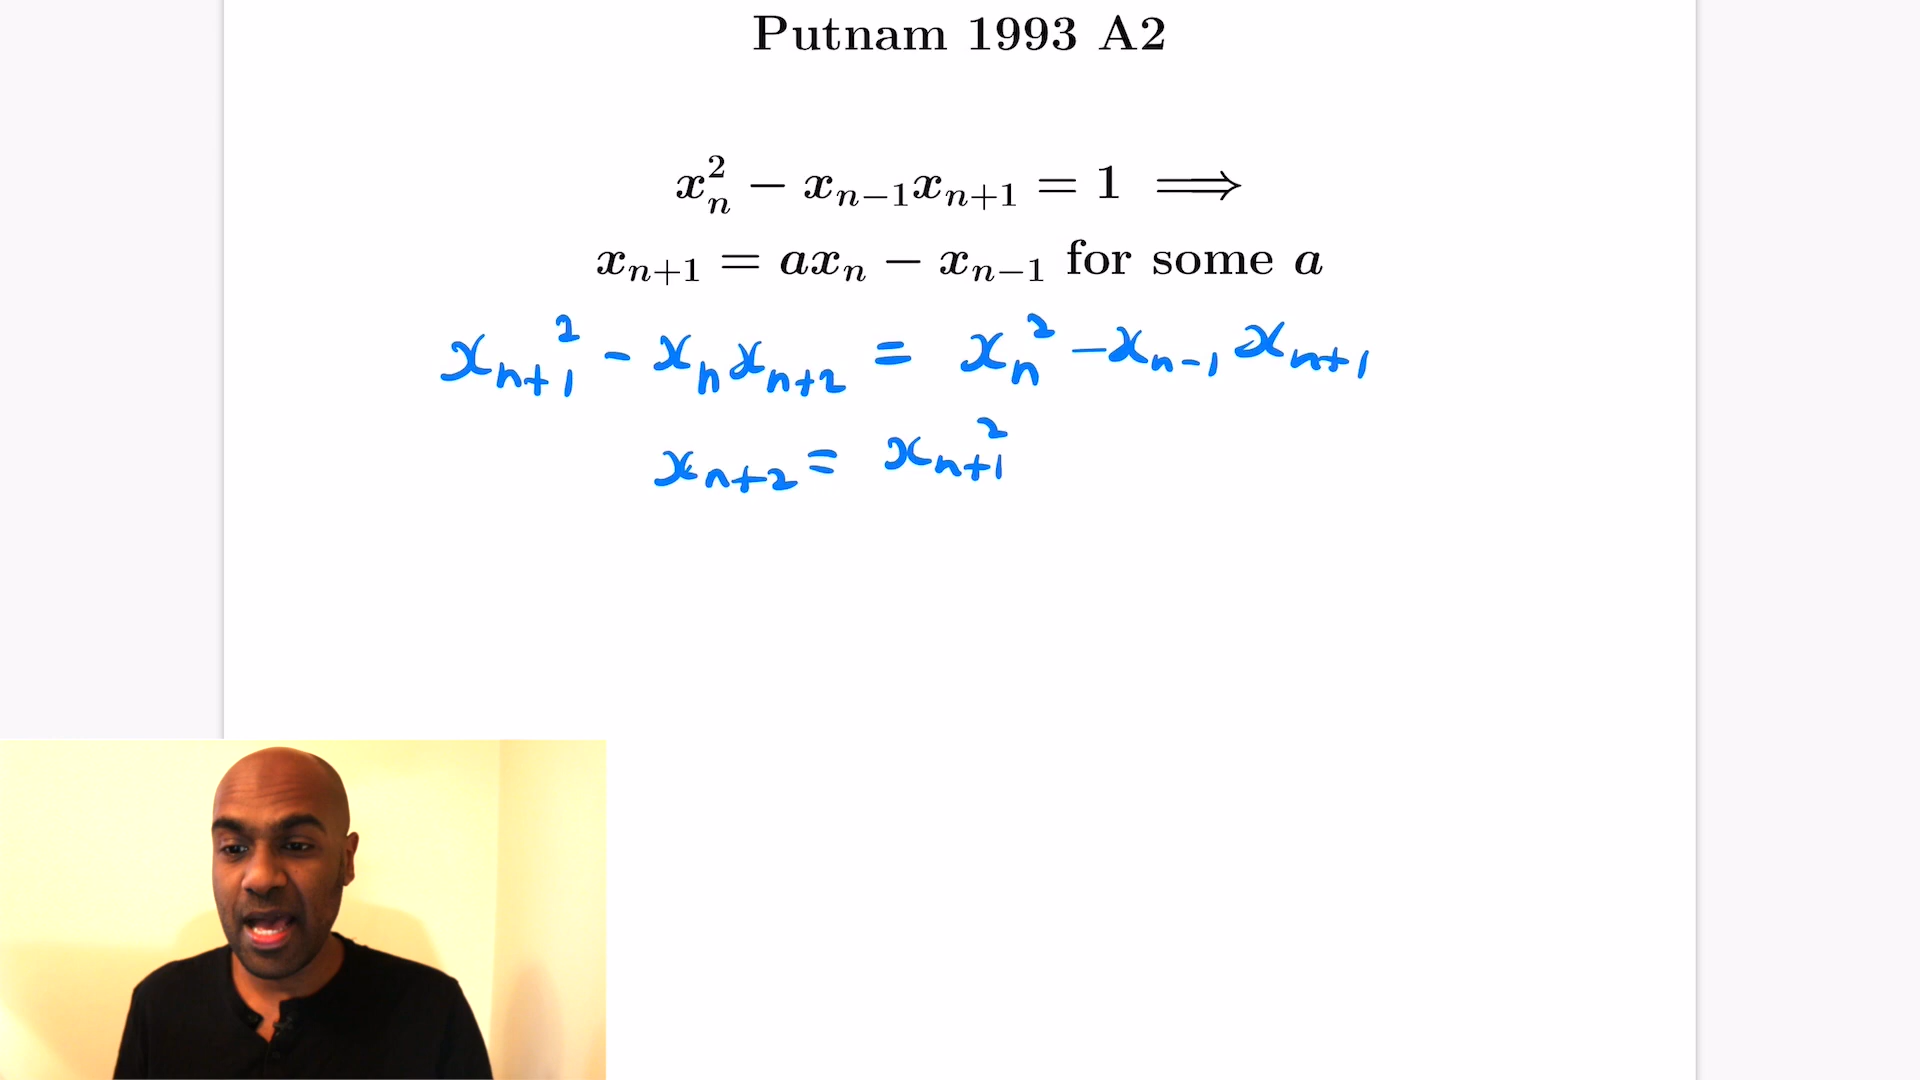 Putnam 1993 A2
x_n^2 − x_{n−1}x_{n+1} = 1 ⟹
x_{n+1} = ax_n − x_{n−1} for some a
x_{n+1}^2 - x_n x_{n+2} = x_n^2 - x_{n-1} x_{n+1}
x_{n+2} = x_{n+1}^2